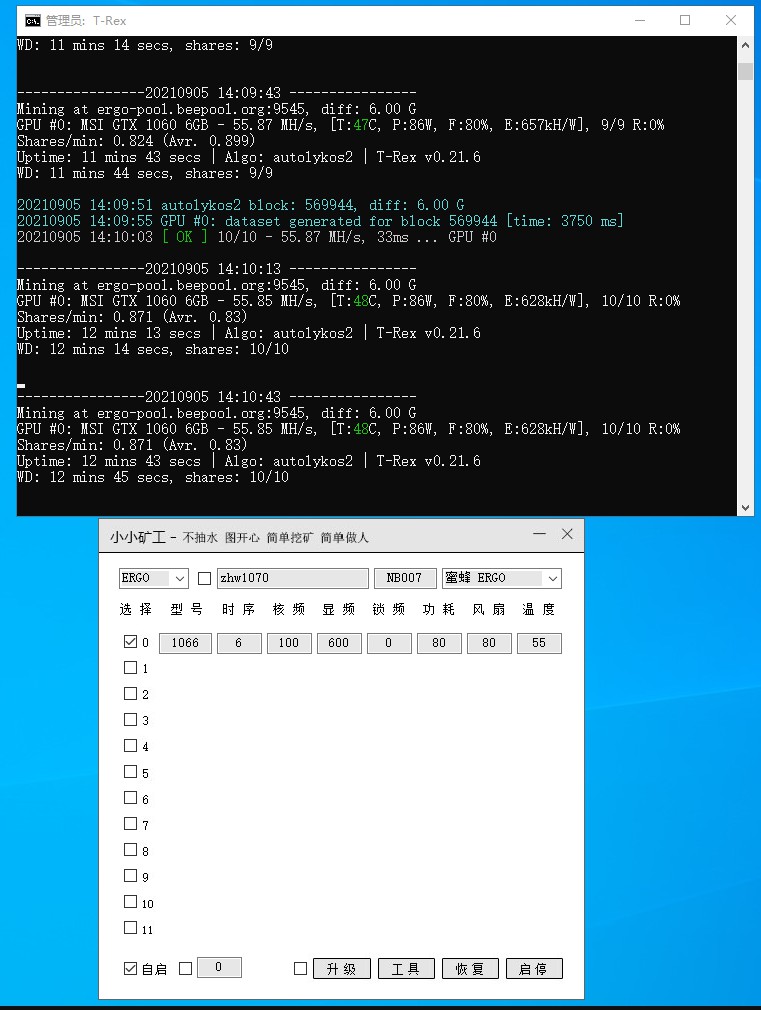 管理员: T-Rex
WD: 11 mins 14 secs, shares: 9/9
----------------20210905 14:09:43 ----------------
Mining at ergo-pool.beepool.org:9545, diff: 6.00 G
GPU #0: MSI GTX 1060 6GB - 55.87 MH/s, [T:47C, P:86W, F:80%, E:657kH/W], 9/9 R:0%
Shares/min: 0.824 (Avr. 0.899)
Uptime: 11 mins 43 secs | Algo: autolykos2 | T-Rex v0.21.6
WD: 11 mins 44 secs, shares: 9/9
20210905 14:09:51 autolykos2 block: 569944, diff: 6.00 G
20210905 14:09:55 GPU #0: dataset generated for block 569944 [time: 3750 ms]
20210905 14:10:03 [ OK ] 10/10 - 55.87 MH/s, 33ms ... GPU #0
----------------20210905 14:10:13 ----------------
Mining at ergo-pool.beepool.org:9545, diff: 6.00 G
GPU #0: MSI GTX 1060 6GB - 55.85 MH/s, [T:48C, P:86W, F:80%, E:628kH/W], 10/10 R:0%
Shares/min: 0.871 (Avr. 0.83)
Uptime: 12 mins 13 secs | Algo: autolykos2 | T-Rex v0.21.6
WD: 12 mins 14 secs, shares: 10/10
----------------20210905 14:10:43 ----------------
Mining at ergo-pool.beepool.org:9545, diff: 6.00 G
GPU #0: MSI GTX 1060 6GB - 55.85 MH/s, [T:48C, P:86W, F:80%, E:628kH/W], 10/10 R:0%
Shares/min: 0.871 (Avr. 0.83)
Uptime: 12 mins 43 secs | Algo: autolykos2 | T-Rex v0.21.6
WD: 12 mins 45 secs, shares: 10/10
小小矿工 - 不抽水 图开心 简单挖矿 简单做人
ERGO zhw1070 NB007 蜜蜂 ERGO
选择 型号 时序 核频 显频 锁频 功耗 风扇 温度
0 1066 6 100 600 0 80 80 55
1
2
3
4
5
6
7
8
9
10
11
自启 0 升级 工具 恢复 启停